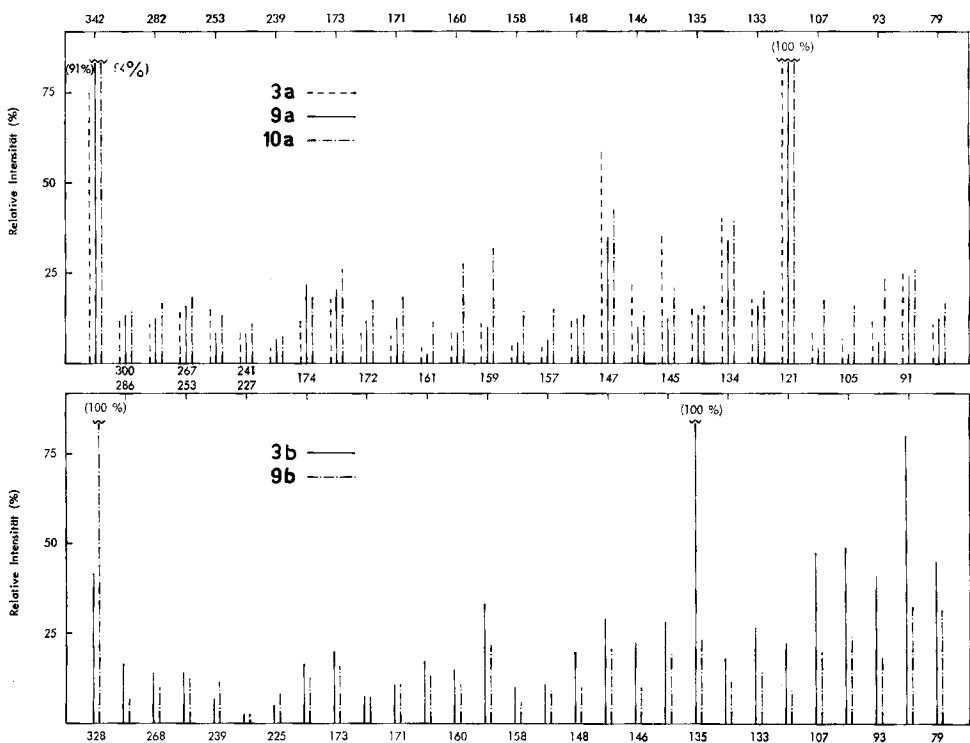 342 282 253 239 173 171 160 158 148 146 135 133 107 93 79
(100 %)
(91%)
Relative Intensität (%)
75
50
25
3a
9a
10a
300 267 241
286 253 227 174 172 161 159 157 147 145 134 121 105 91
(100 %) (100 %)
Relative Intensität (%)
75
50
25
3b
9b
328 268 239 225 173 171 160 158 148 146 135 133 107 93 79